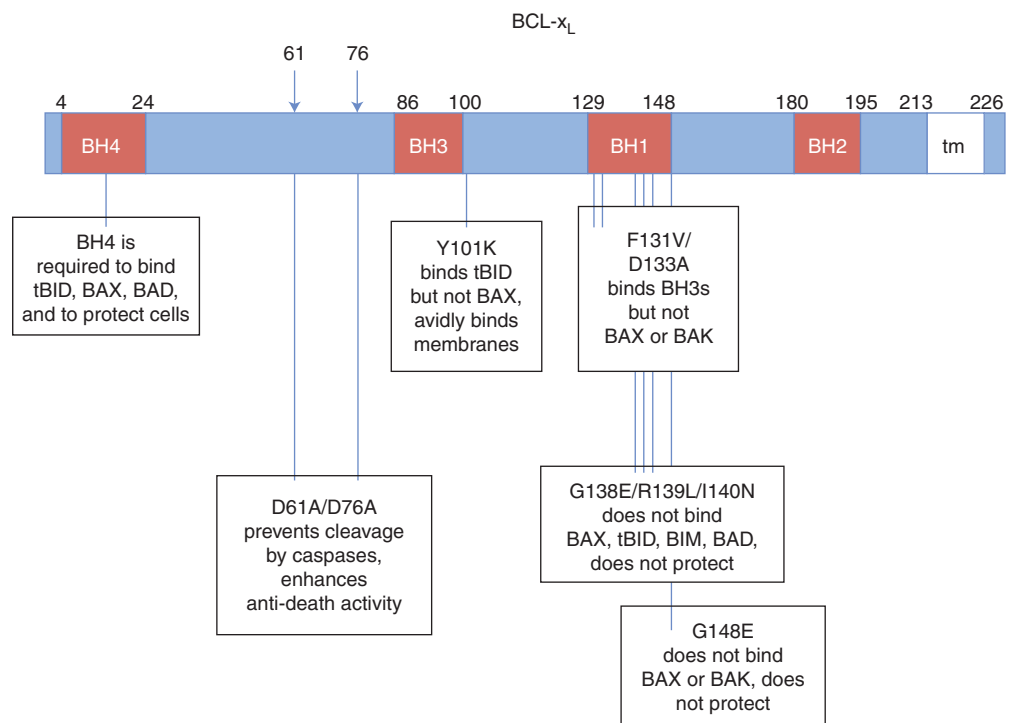 BCL-xL
61 76
4 24 86 100 129 148 180 195 213 226
BH4 BH3 BH1 BH2 tm
BH4 is
required to bind
tBID, BAX, BAD,
and to protect cells
Y101K
binds tBID
but not BAX,
avidly binds
membranes
F131V/
D133A
binds BH3s
but not
BAX or BAK
D61A/D76A
prevents cleavage
by caspases,
enhances
anti-death activity
G138E/R139L/I140N
does not bind
BAX, tBID, BIM, BAD,
does not protect
G148E
does not bind
BAX or BAK, does
not protect